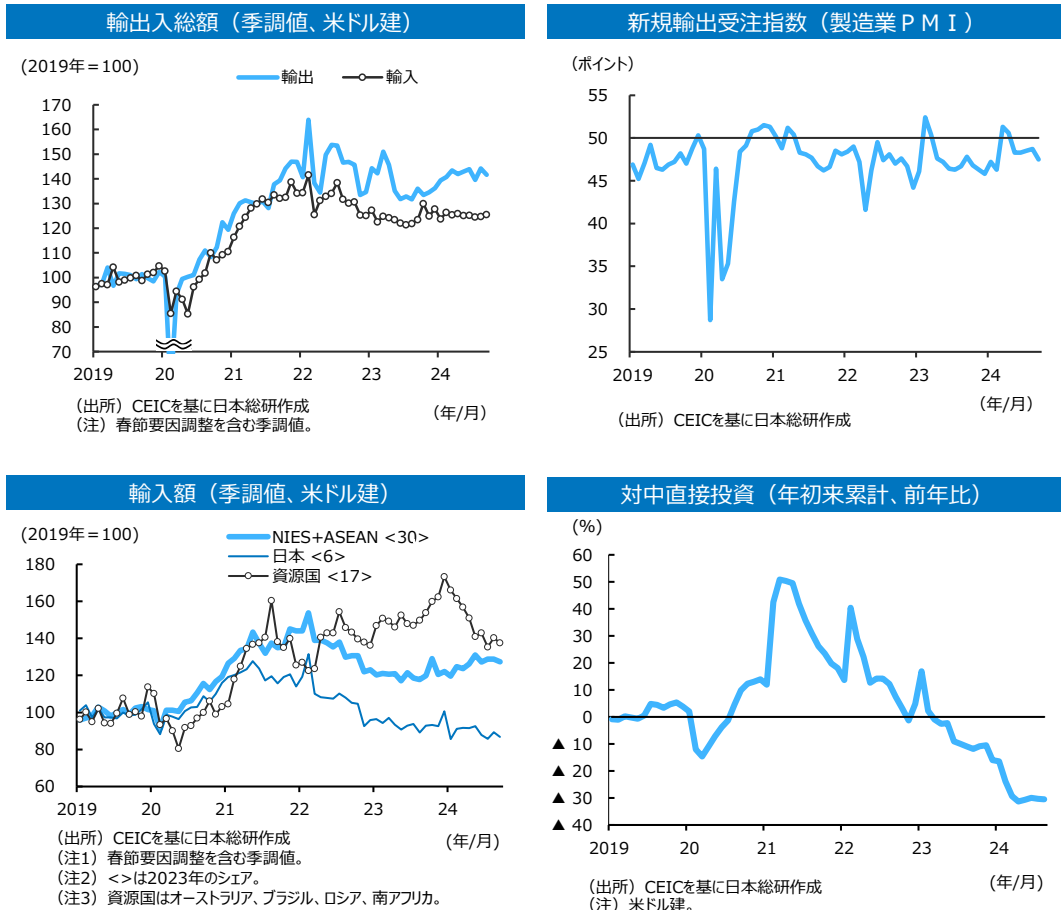 輸出入総額（季調値、米ドル建）
(2019年＝100)
輸出 輸入
170
160
150
140
130
120
110
100
90
80
70
2019 20 21 22 23 24
(年/月)
（出所）CEICを基に日本総研作成
（注）春節要因調整を含む季調値。
新規輸出受注指数（製造業ＰＭＩ）
(ポイント)
55
50
45
40
35
30
25
2019 20 21 22 23 24
(年/月)
（出所）CEICを基に日本総研作成
輸入額（季調値、米ドル建）
(2019年＝100)
NIES+ASEAN <30>
日本 <6>
資源国 <17>
180
160
140
120
100
80
60
2019 20 21 22 23 24
(年/月)
（出所）CEICを基に日本総研作成
（注1）春節要因調整を含む季調値。
（注2）<>は2023年のシェア。
（注3）資源国はオーストラリア、ブラジル、ロシア、南アフリカ。
対中直接投資（年初来累計、前年比）
(%)
60
50
40
30
20
10
0
▲ 10
▲ 20
▲ 30
▲ 40
2019 20 21 22 23 24
(年/月)
（出所）CEICを基に日本総研作成
（注）米ドル建。